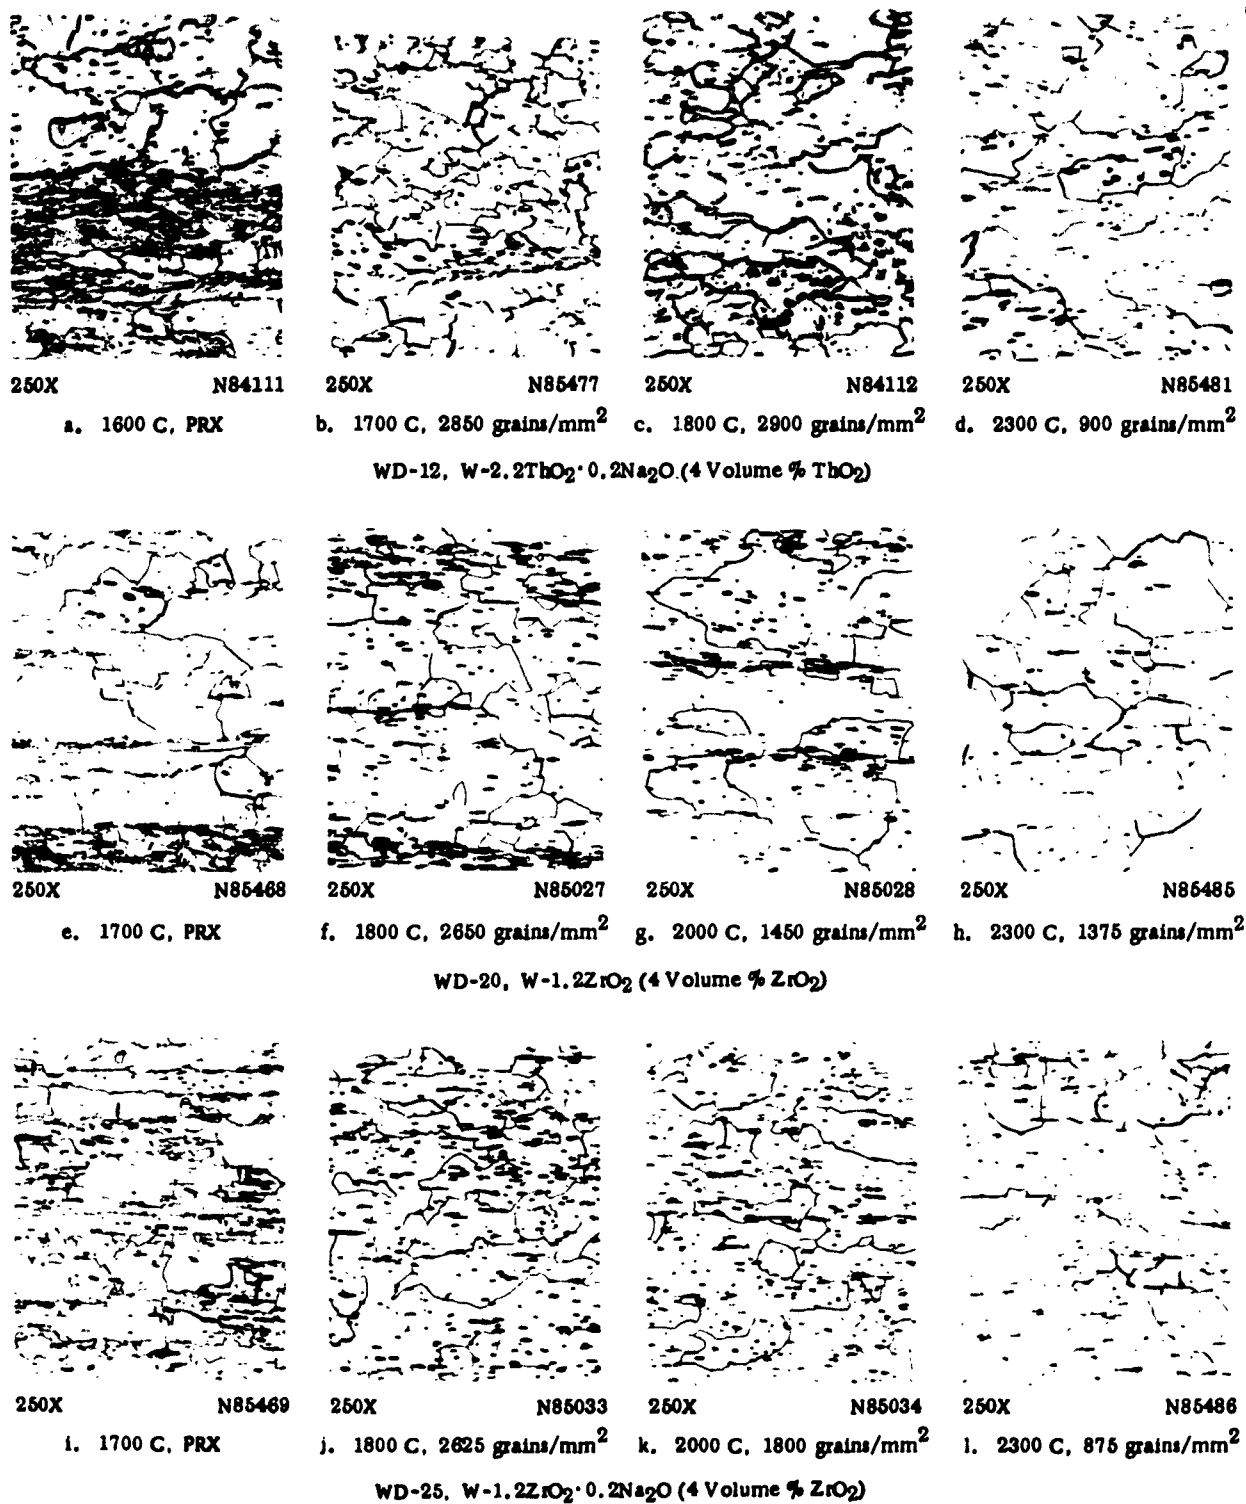 250X N84111 250X N85477 250X N84112 250X N85481
a. 1600 C, PRX b. 1700 C, 2850 grains/mm² c. 1800 C, 2900 grains/mm² d. 2300 C, 900 grains/mm²
WD-12, W-2.2ThO₂·0.2Na₂O (4 Volume % ThO₂)
250X N85468 250X N85027 250X N85028 250X N85485
e. 1700 C, PRX f. 1800 C, 2650 grains/mm² g. 2000 C, 1450 grains/mm² h. 2300 C, 1375 grains/mm²
WD-20, W-1.2ZrO₂ (4 Volume % ZrO₂)
250X N85469 250X N85033 250X N85034 250X N85486
i. 1700 C, PRX j. 1800 C, 2625 grains/mm² k. 2000 C, 1800 grains/mm² l. 2300 C, 875 grains/mm²
WD-25, W-1.2ZrO₂·0.2Na₂O (4 Volume % ZrO₂)